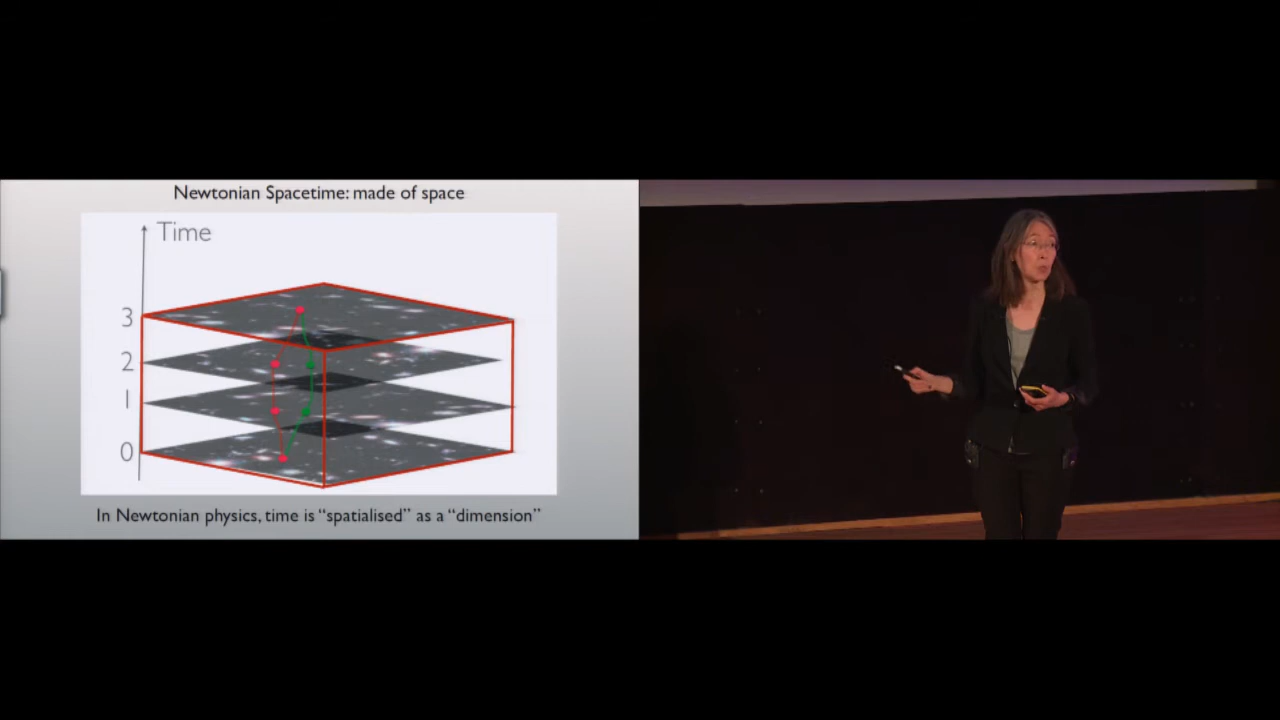 Newtonian Spacetime: made of space
Time
3
2
1
0
In Newtonian physics, time is “spatialised” as a “dimension”